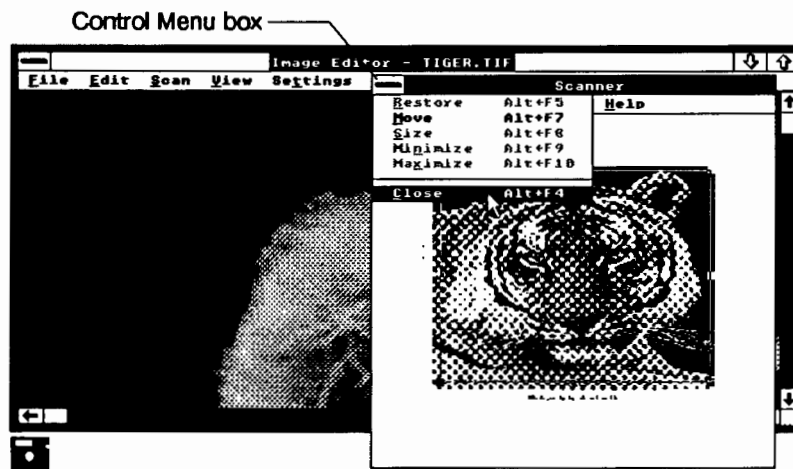 Control Menu box
Image Editor - TIGER.TIF
File Edit Scan View Settings
Scanner
Help
Restore Alt+F5
Move Alt+F7
Size Alt+F8
Minimize Alt+F9
Maximize Alt+F10
Close Alt+F4